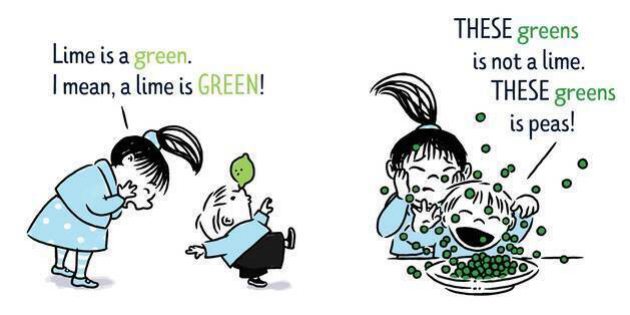 Lime is a green.
I mean, a lime is GREEN!
THESE greens
is not a lime.
THESE greens
is peas!